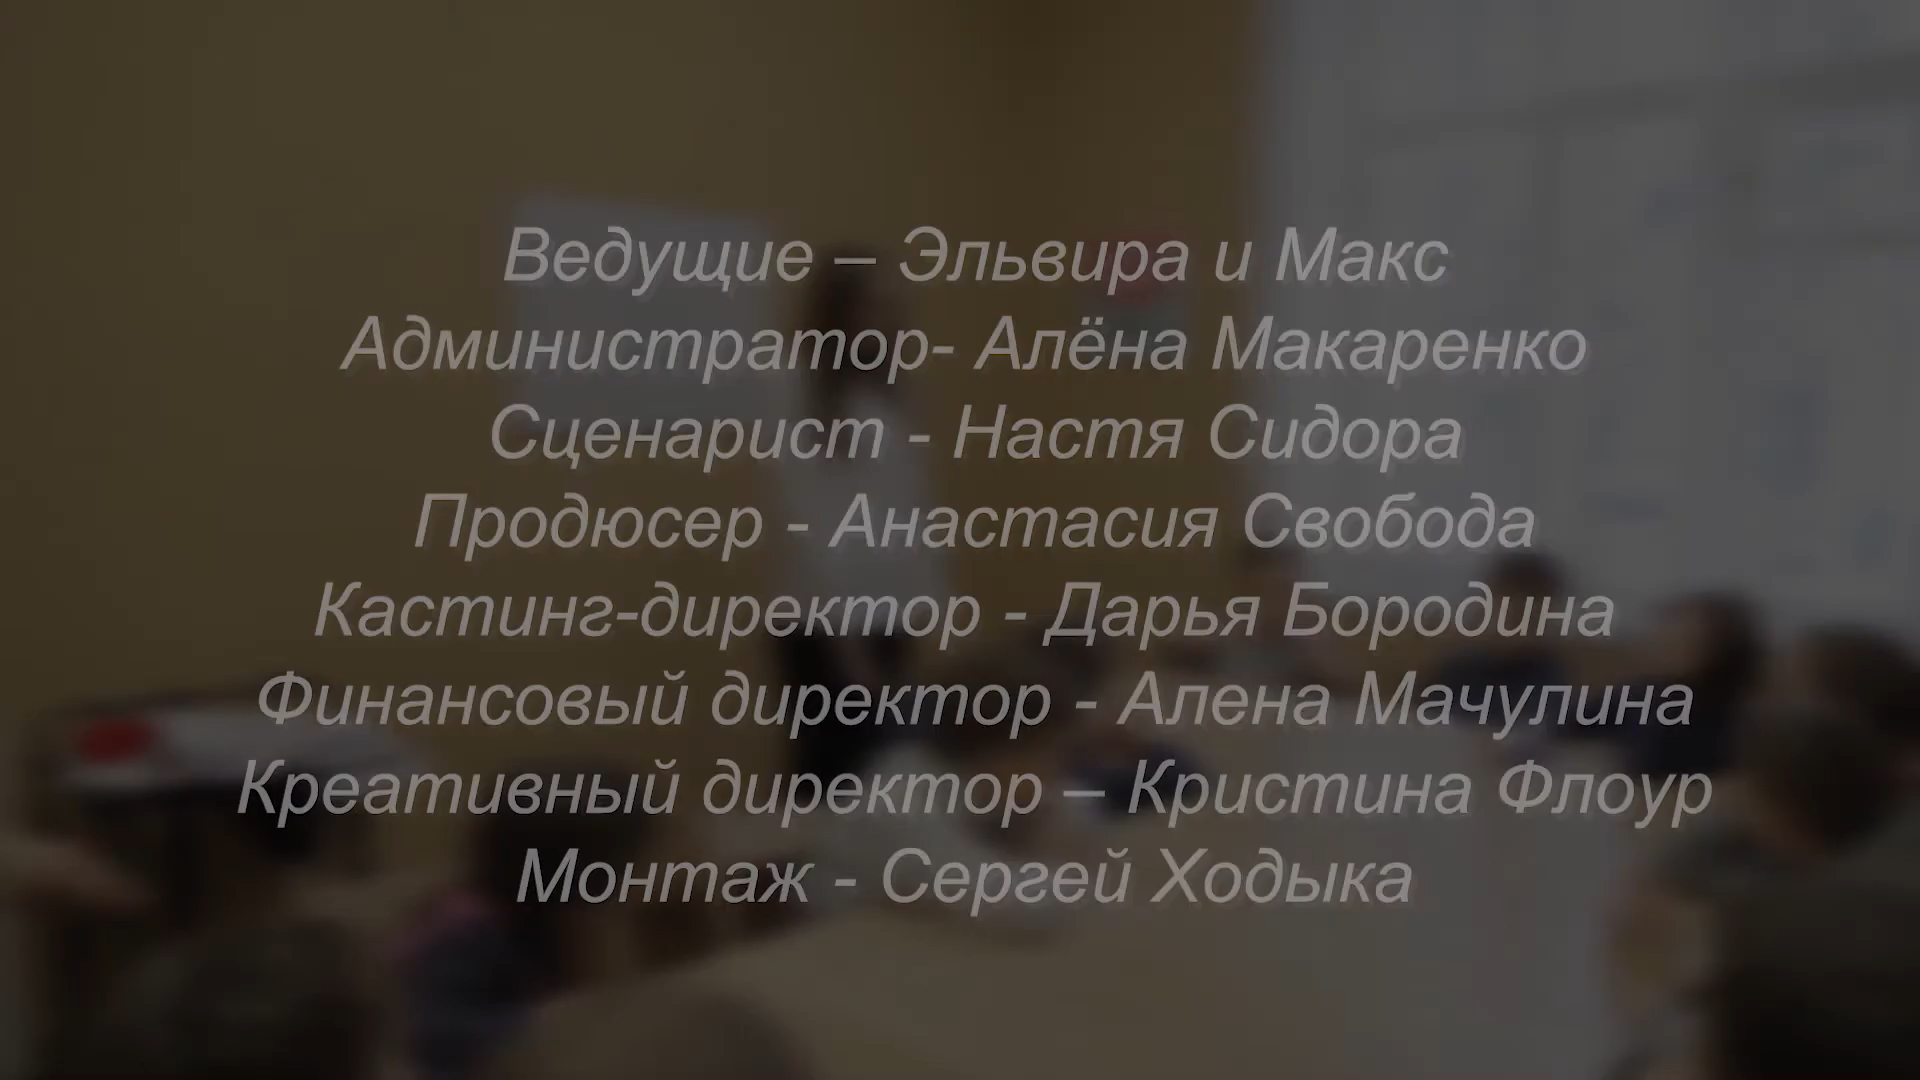 Ведущие – Эльвира и Макс
Администратор- Алёна Макаренко
Сценарист - Настя Сидора
Продюсер - Анастасия Свобода
Кастинг-директор - Дарья Бородина
Финансовый директор - Алена Мачулина
Креативный директор – Кристина Флоур
Монтаж - Сергей Ходыка